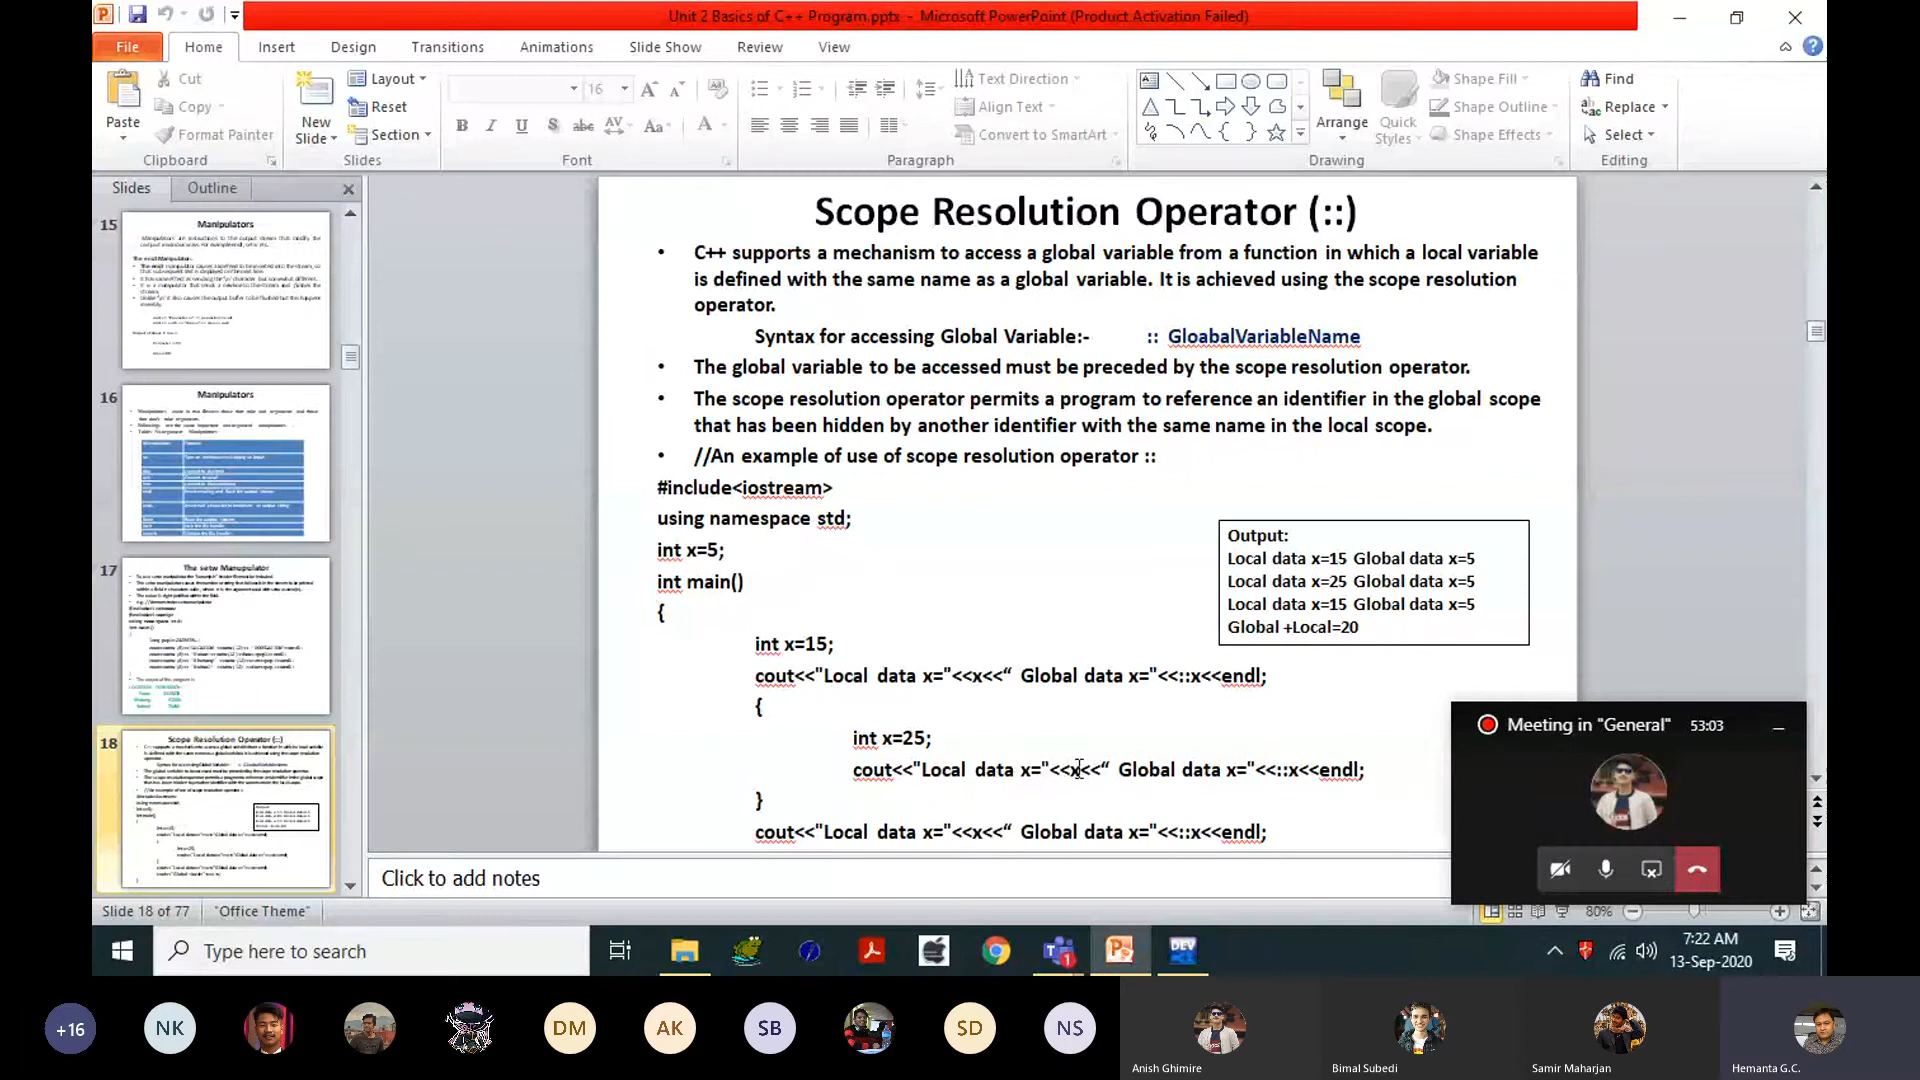 Unit 2 Basics of C++ Program.pptx - Microsoft PowerPoint (Product Activation Failed)
File Home Insert Design Transitions Animations Slide Show Review View
Paste
Cut
Copy
Format Painter
Clipboard
New
Slide
Layout
Reset
Section
Slides
16
Font
Text Direction
Align Text
Convert to SmartArt
Paragraph
Arrange
Quick
Styles
Shape Fill
Shape Outline
Shape Effects
Drawing
Find
Replace
Select
Editing
Slides Outline
15
Manipulators
16
Manipulators
17
The setw Manupulator
18
Scope Resolution Operator (::)
Scope Resolution Operator (::)
• C++ supports a mechanism to access a global variable from a function in which a local variable
is defined with the same name as a global variable. It is achieved using the scope resolution
operator.
Syntax for accessing Global Variable:- :: GloabalVariableName
• The global variable to be accessed must be preceded by the scope resolution operator.
• The scope resolution operator permits a program to reference an identifier in the global scope
that has been hidden by another identifier with the same name in the local scope.
• //An example of use of scope resolution operator ::
#include<iostream>
using namespace std;
int x=5;
int main()
{
int x=15;
cout<<"Local data x="<<x<<“ Global data x="<<::x<<endl;
{
int x=25;
cout<<"Local data x="<<x<<“ Global data x="<<::x<<endl;
}
cout<<"Local data x="<<x<<“ Global data x="<<::x<<endl;
Output:
Local data x=15 Global data x=5
Local data x=25 Global data x=5
Local data x=15 Global data x=5
Global +Local=20
Meeting in "General" 53:03
Click to add notes
Slide 18 of 77 "Office Theme" 80%
Type here to search
DEV
7:22 AM
13-Sep-2020
+16 NK DM AK SB SD NS
Anish Ghimire Bimal Subedi Samir Maharjan Hemanta G.C.